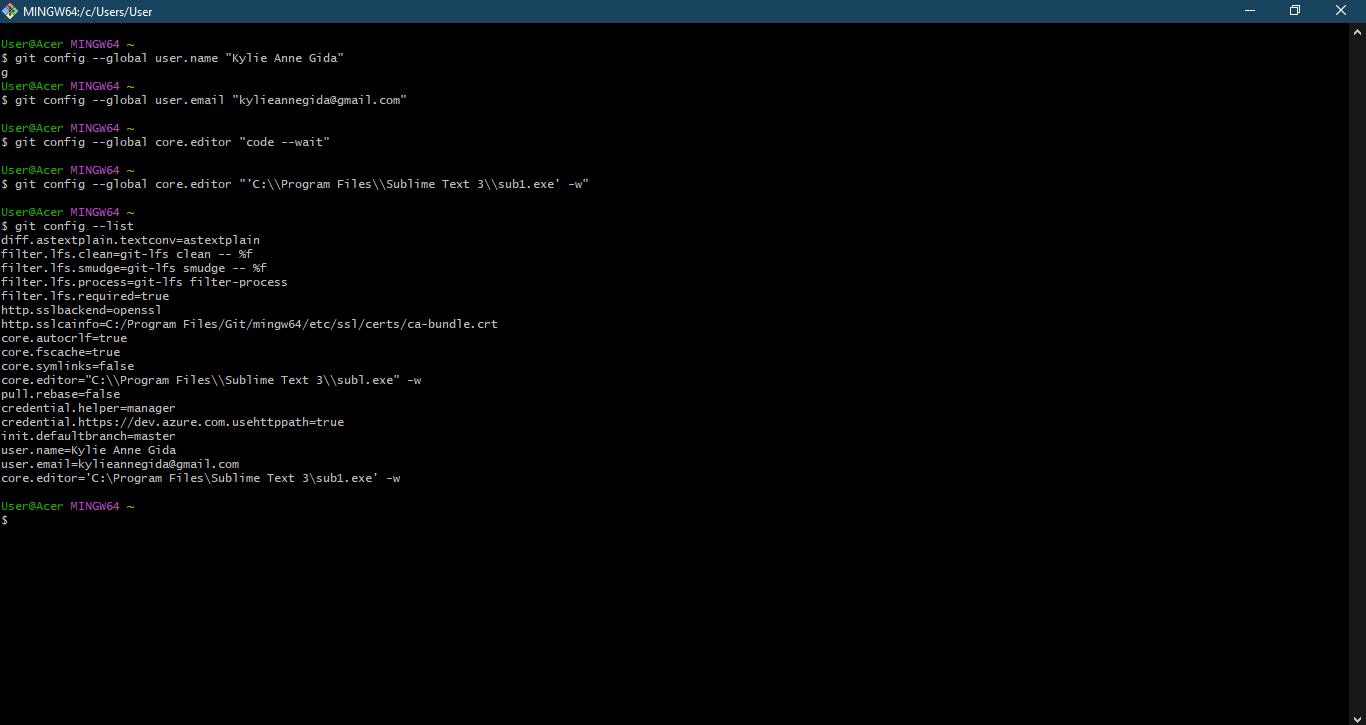 MINGW64:/c/Users/User
User@Acer MINGW64 ~
$ git config --global user.name "Kylie Anne Gida"
g
User@Acer MINGW64 ~
$ git config --global user.email "kylieannegida@gmail.com"
User@Acer MINGW64 ~
$ git config --global core.editor "code --wait"
User@Acer MINGW64 ~
$ git config --global core.editor "'C:\\Program Files\\Sublime Text 3\\sub1.exe' -w"
User@Acer MINGW64 ~
$ git config --list
diff.astextplain.textconv=astextplain
filter.lfs.clean=git-lfs clean -- %f
filter.lfs.smudge=git-lfs smudge -- %f
filter.lfs.process=git-lfs filter-process
filter.lfs.required=true
http.sslbackend=openssl
http.sslcainfo=C:/Program Files/Git/mingw64/etc/ssl/certs/ca-bundle.crt
core.autocrlf=true
core.fscache=true
core.symlinks=false
core.editor="C:\\Program Files\\Sublime Text 3\\subl.exe" -w
pull.rebase=false
credential.helper=manager
credential.https://dev.azure.com.usehttppath=true
init.defaultbranch=master
user.name=Kylie Anne Gida
user.email=kylieannegida@gmail.com
core.editor='C:\Program Files\Sublime Text 3\sub1.exe' -w
User@Acer MINGW64 ~
$